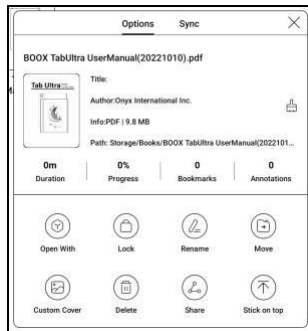 Options Sync
BOOX TabUltra UserManual(20221010).pdf
Tab Ultra
Title:
Author:Onyx International Inc.
Info:PDF | 9.8 MB
Path: Storage/Books/BOOX TabUltra UserManual(2022101...
0m 0% 0 0
Duration Progress Bookmarks Annotations
Open With Lock Rename Move
Custom Cover Delete Share Stick on top